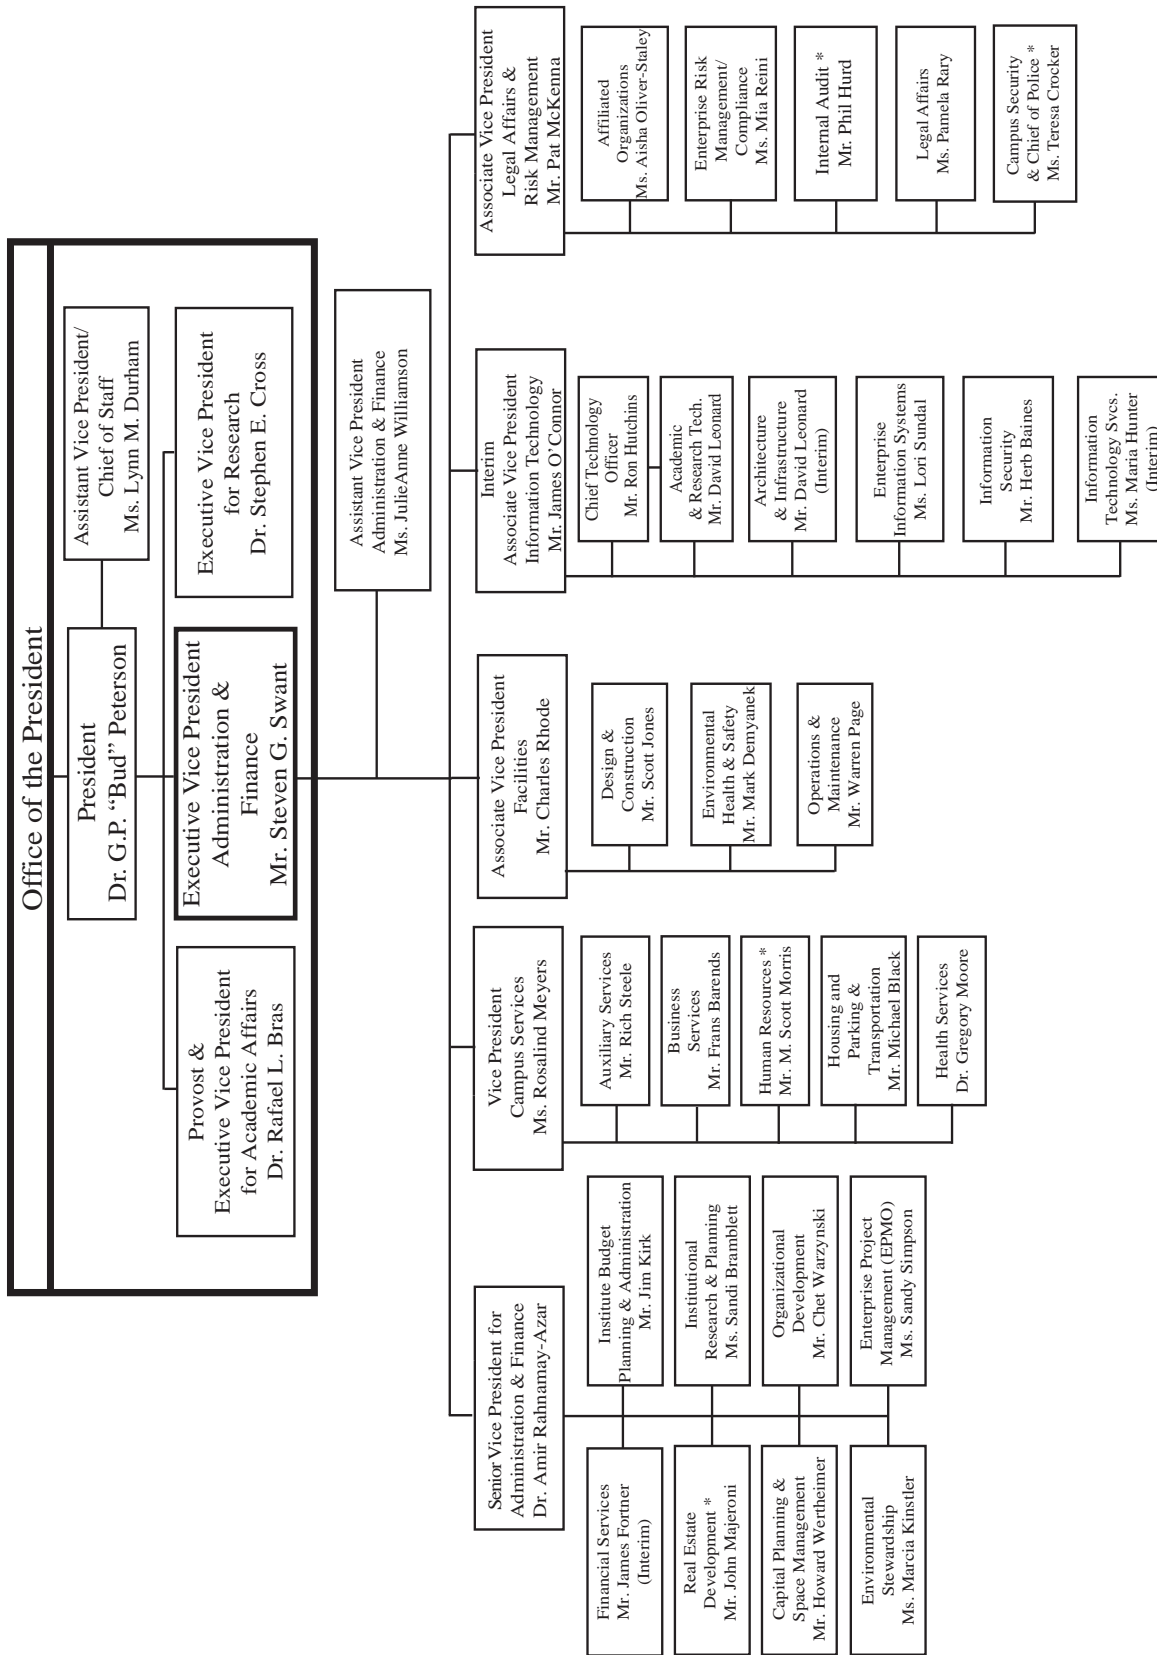 Office of the President
President
Dr. G.P. “Bud” Peterson
Assistant Vice President/
Chief of Staff
Ms. Lynn M. Durham
Provost &
Executive Vice President
for Academic Affairs
Dr. Rafael L. Bras
Executive Vice President
Administration &
Finance
Mr. Steven G. Swant
Executive Vice President
for Research
Dr. Stephen E. Cross
Assistant Vice President
Administration & Finance
Ms. JulieAnne Williamson
Senior Vice President for
Administration & Finance
Dr. Amir Rahnamay-Azar
Financial Services
Mr. James Fortner
(Interim)
Institute Budget
Planning & Administration
Mr. Jim Kirk
Real Estate
Development *
Mr. John Majeroni
Institutional
Research & Planning
Ms. Sandi Bramblett
Capital Planning &
Space Management
Mr. Howard Wertheimer
Organizational
Development
Mr. Chet Warzynski
Environmental
Stewardship
Ms. Marcia Kinstler
Enterprise Project
Management (EPMO)
Ms. Sandy Simpson
Vice President
Campus Services
Ms. Rosalind Meyers
Auxiliary Services
Mr. Rich Steele
Business
Services
Mr. Frans Barends
Human Resources *
Mr. M. Scott Morris
Housing and
Parking &
Transportation
Mr. Michael Black
Health Services
Dr. Gregory Moore
Associate Vice President
Facilities
Mr. Charles Rhode
Design &
Construction
Mr. Scott Jones
Environmental
Health & Safety
Mr. Mark Demyanek
Operations &
Maintenance
Mr. Warren Page
Interim
Associate Vice President
Information Technology
Mr. James O’Connor
Chief Technology
Officer
Mr. Ron Hutchins
Academic
& Research Tech.
Mr. David Leonard
Architecture
& Infrastructure
Mr. David Leonard
(Interim)
Enterprise
Information Systems
Ms. Lori Sundal
Information
Security
Mr. Herb Baines
Information
Technology Svcs.
Ms. Maria Hunter
(Interim)
Associate Vice President
Legal Affairs &
Risk Management
Mr. Pat McKenna
Affiliated
Organizations
Ms. Aisha Oliver-Staley
Enterprise Risk
Management/
Compliance
Ms. Mia Reini
Internal Audit *
Mr. Phil Hurd
Legal Affairs
Ms. Pamela Rary
Campus Security
& Chief of Police *
Ms. Teresa Crocker